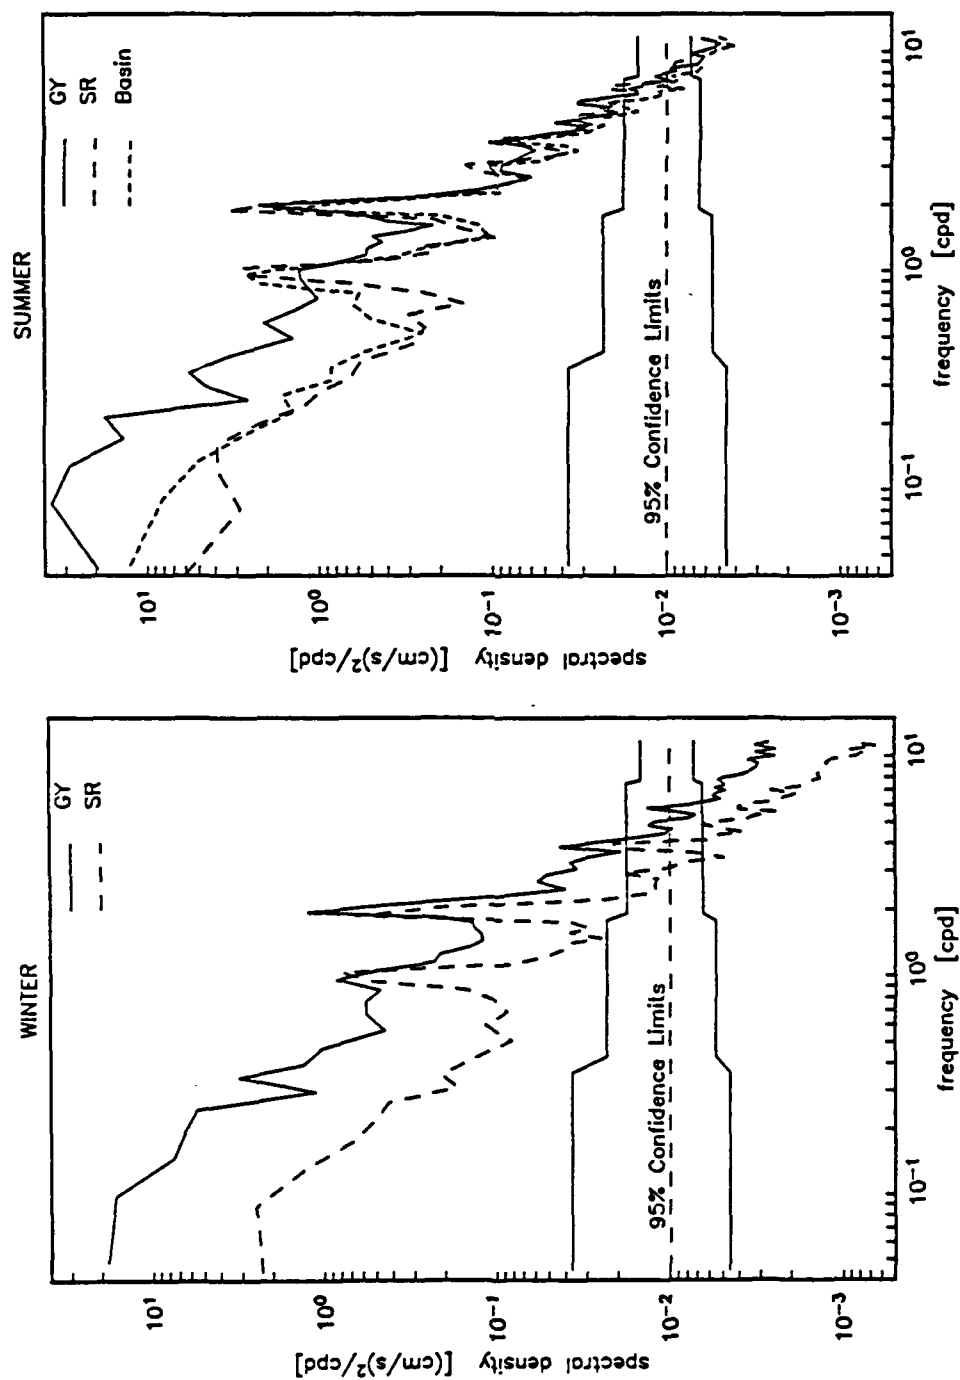 WINTER
GY
SR
95% Confidence Limits
10¹
10⁰
10⁻¹
10⁻²
10⁻³
spectral density [(cm/s)²/cpd]
10⁻¹
10⁰
10¹
frequency [cpd]
SUMMER
GY
SR
Basin
95% Confidence Limits
10¹
10⁰
10⁻¹
10⁻²
10⁻³
spectral density [(cm/s)²/cpd]
10⁻¹
10⁰
10¹
frequency [cpd]